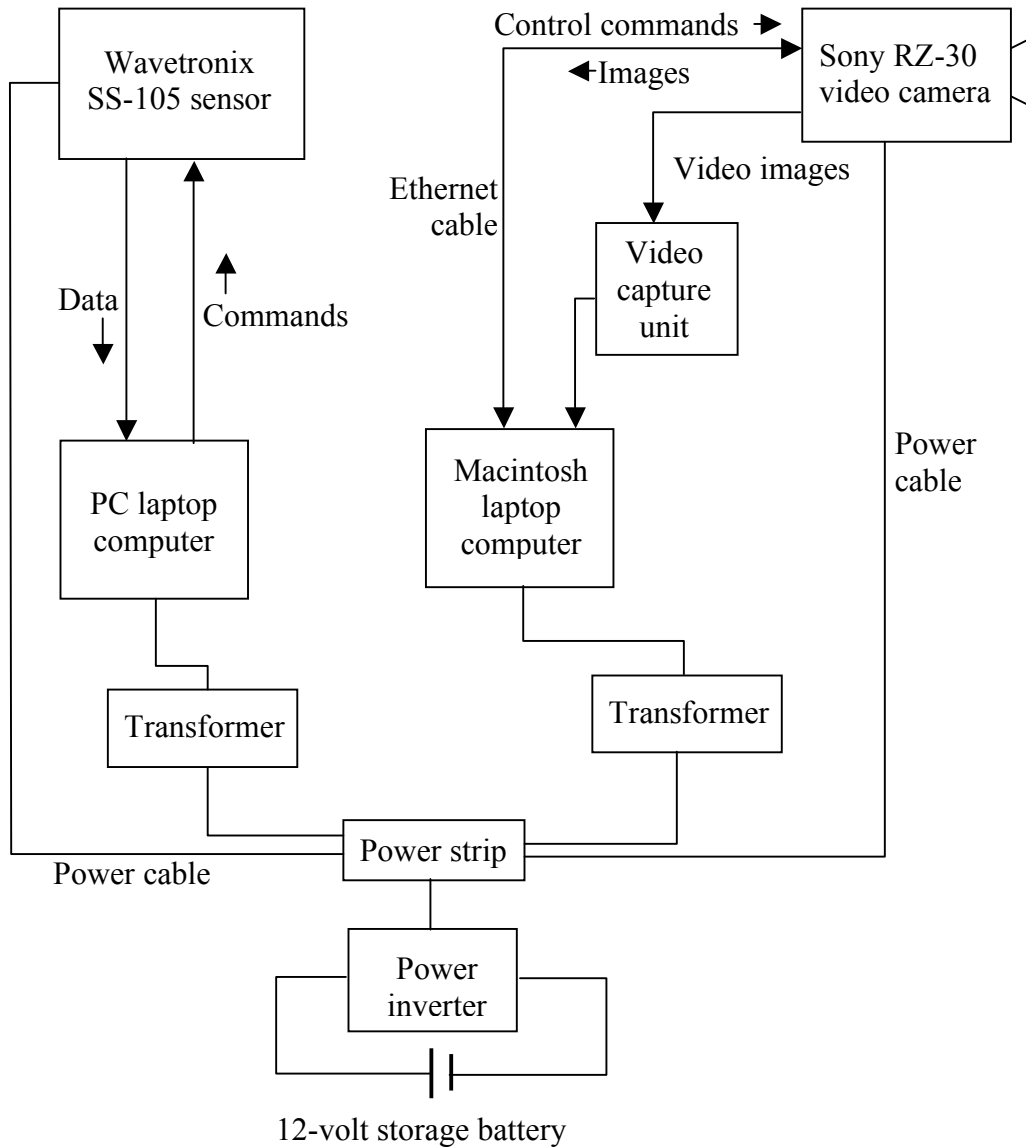 Control commands
Images
Wavetronix
SS-105 sensor
Sony RZ-30
video camera
Video images
Ethernet
cable
Video
capture
unit
Data
Commands
Power
cable
PC laptop
computer
Macintosh
laptop
computer
Transformer
Transformer
Power strip
Power cable
Power
inverter
12-volt storage battery